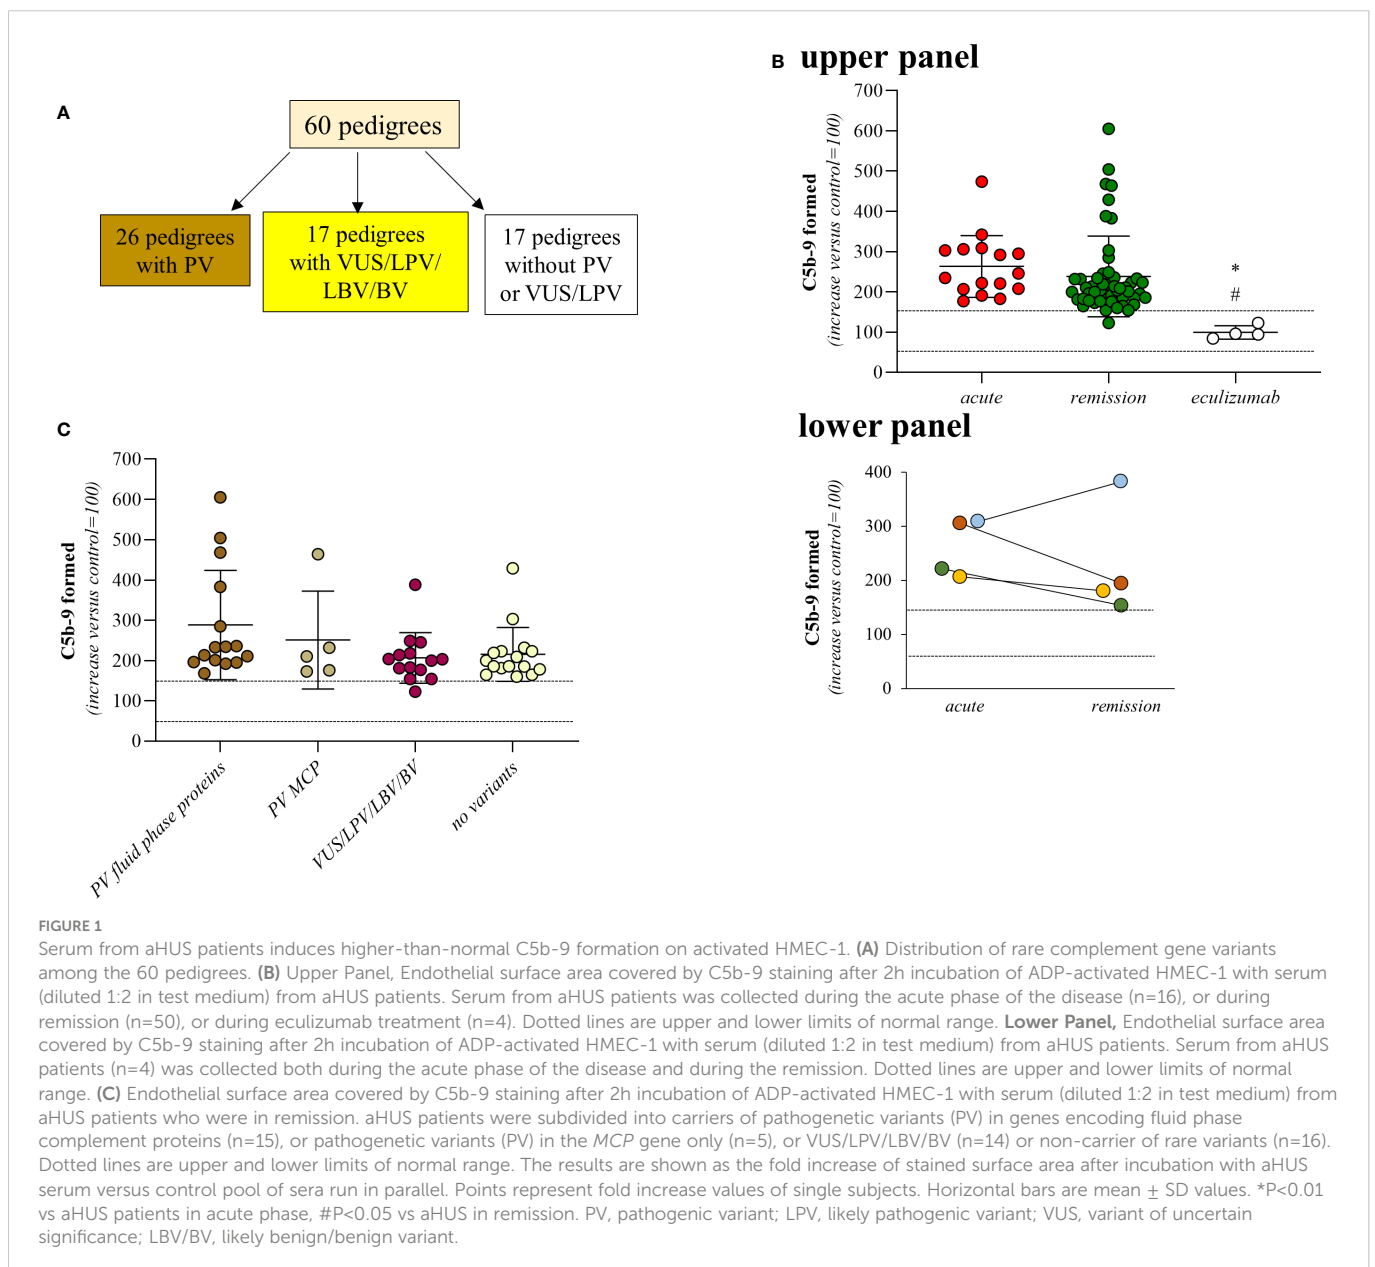 A
60 pedigrees
26 pedigrees
with PV
17 pedigrees
with VUS/LPV/
LBV/BV
17 pedigrees
without PV
or VUS/LPV
B upper panel
C5b-9 formed
(increase versus control=100)
700
600
500
400
300
200
100
0
*
#
acute
remission
eculizumab
lower panel
C5b-9 formed
(increase versus control=100)
400
300
200
100
0
acute
remission
C
C5b-9 formed
(increase versus control=100)
700
600
500
400
300
200
100
0
PV fluid phase proteins
PV MCP
VUS/LPV/LBV/BV
no variants
FIGURE 1
Serum from aHUS patients induces higher-than-normal C5b-9 formation on activated HMEC-1. (A) Distribution of rare complement gene variants
among the 60 pedigrees. (B) Upper Panel, Endothelial surface area covered by C5b-9 staining after 2h incubation of ADP-activated HMEC-1 with serum
(diluted 1:2 in test medium) from aHUS patients. Serum from aHUS patients was collected during the acute phase of the disease (n=16), or during
remission (n=50), or during eculizumab treatment (n=4). Dotted lines are upper and lower limits of normal range. Lower Panel, Endothelial surface area
covered by C5b-9 staining after 2h incubation of ADP-activated HMEC-1 with serum (diluted 1:2 in test medium) from aHUS patients. Serum from aHUS
patients (n=4) was collected both during the acute phase of the disease and during the remission. Dotted lines are upper and lower limits of normal
range. (C) Endothelial surface area covered by C5b-9 staining after 2h incubation of ADP-activated HMEC-1 with serum (diluted 1:2 in test medium) from
aHUS patients who were in remission. aHUS patients were subdivided into carriers of pathogenetic variants (PV) in genes encoding fluid phase
complement proteins (n=15), or pathogenetic variants (PV) in the MCP gene only (n=5), or VUS/LPV/LBV/BV (n=14) or non-carrier of rare variants (n=16).
Dotted lines are upper and lower limits of normal range. The results are shown as the fold increase of stained surface area after incubation with aHUS
serum versus control pool of sera run in parallel. Points represent fold increase values of single subjects. Horizontal bars are mean ± SD values. *P<0.01
vs aHUS patients in acute phase, #P<0.05 vs aHUS in remission. PV, pathogenic variant; LPV, likely pathogenic variant; VUS, variant of uncertain
significance; LBV/BV, likely benign/benign variant.